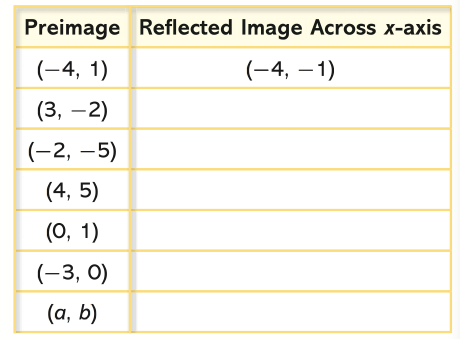 Preimage Reflected Image Across x-axis
(−4, 1) (−4, −1)
(3, −2)
(−2, −5)
(4, 5)
(0, 1)
(−3, 0)
(a, b)